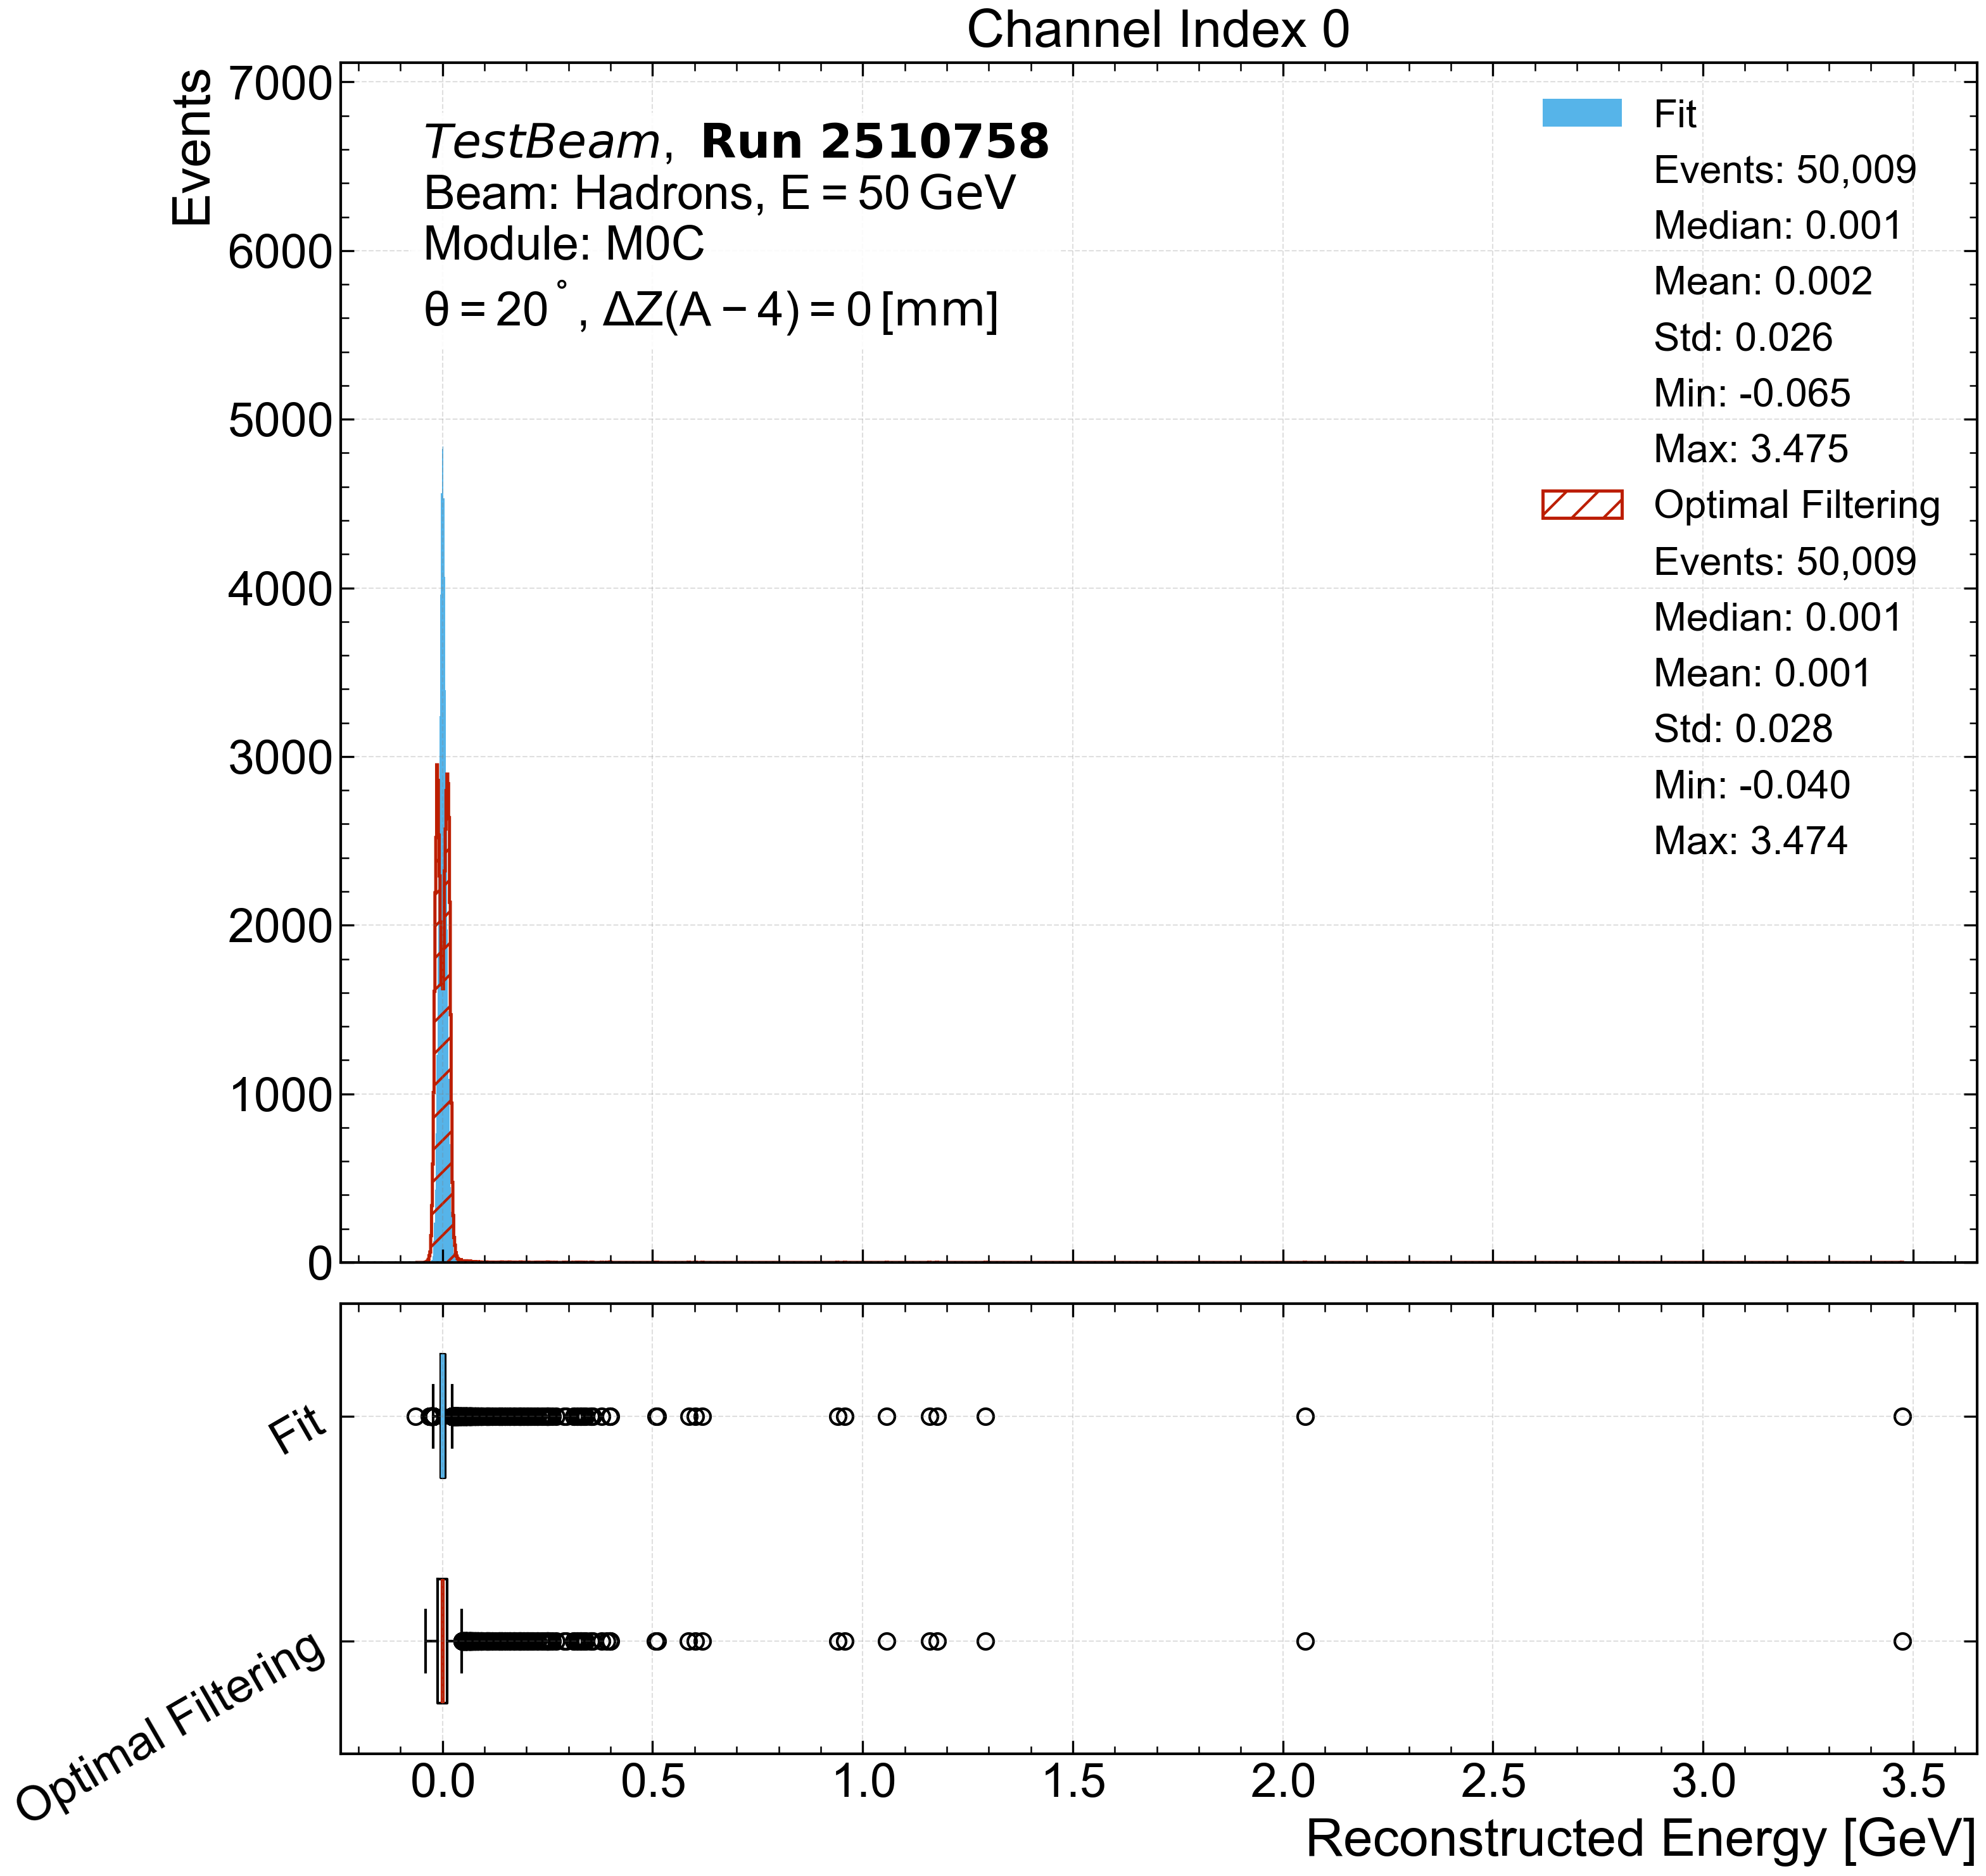 Channel Index 0
Events
7000
6000
5000
4000
3000
2000
1000
0
TestBeam, Run 2510758
Beam: Hadrons, E = 50 GeV
Module: M0C
θ = 20°, ΔZ(A − 4) = 0 [mm]
Fit
Events: 50,009
Median: 0.001
Mean: 0.002
Std: 0.026
Min: -0.065
Max: 3.475
Optimal Filtering
Events: 50,009
Median: 0.001
Mean: 0.001
Std: 0.028
Min: -0.040
Max: 3.474
Fit
Optimal Filtering
0.0 0.5 1.0 1.5 2.0 2.5 3.0 3.5
Reconstructed Energy [GeV]